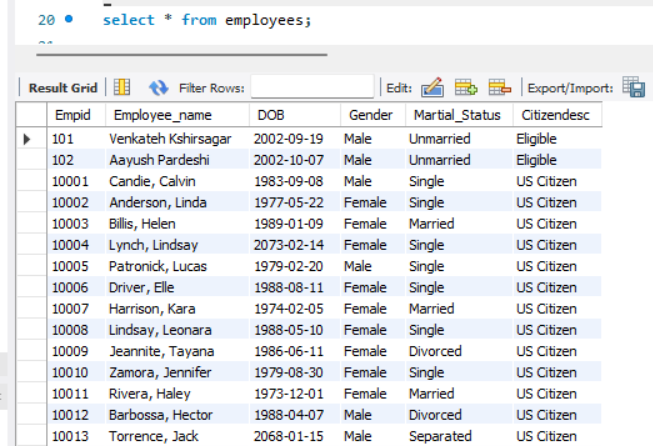 20 select * from employees;
Result Grid Filter Rows: Edit: Export/Import:
Empid Employee_name DOB Gender Martial_Status Citizendesc
101 Venkateh Kshirsagar 2002-09-19 Male Unmarried Eligible
102 Aayush Pardeshi 2002-10-07 Male Unmarried Eligible
10001 Candie, Calvin 1983-09-08 Male Single US Citizen
10002 Anderson, Linda 1977-05-22 Female Single US Citizen
10003 Billis, Helen 1989-01-09 Female Married US Citizen
10004 Lynch, Lindsay 2073-02-14 Female Single US Citizen
10005 Patronick, Lucas 1979-02-20 Male Single US Citizen
10006 Driver, Elle 1988-08-11 Female Single US Citizen
10007 Harrison, Kara 1974-02-05 Female Married US Citizen
10008 Lindsay, Leonara 1988-05-10 Female Single US Citizen
10009 Jeannite, Tayana 1986-06-11 Female Divorced US Citizen
10010 Zamora, Jennifer 1979-08-30 Female Single US Citizen
10011 Rivera, Haley 1973-12-01 Female Married US Citizen
10012 Barbossa, Hector 1988-04-07 Male Divorced US Citizen
10013 Torrence, Jack 2068-01-15 Male Separated US Citizen